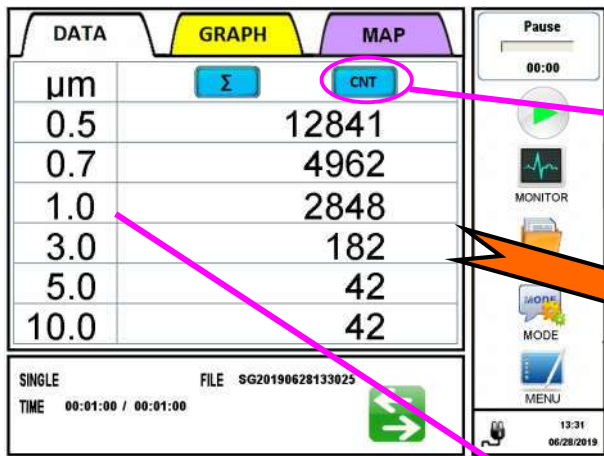 DATA GRAPH MAP
µm Σ CNT
0.5 12841
0.7 4962
1.0 2848
3.0 182
5.0 42
10.0 42
SINGLE FILE SG20190628133025
TIME 00:01:00 / 00:01:00
Pause
00:00
MONITOR
MODE
MODE
MENU
13:31
06/28/2019